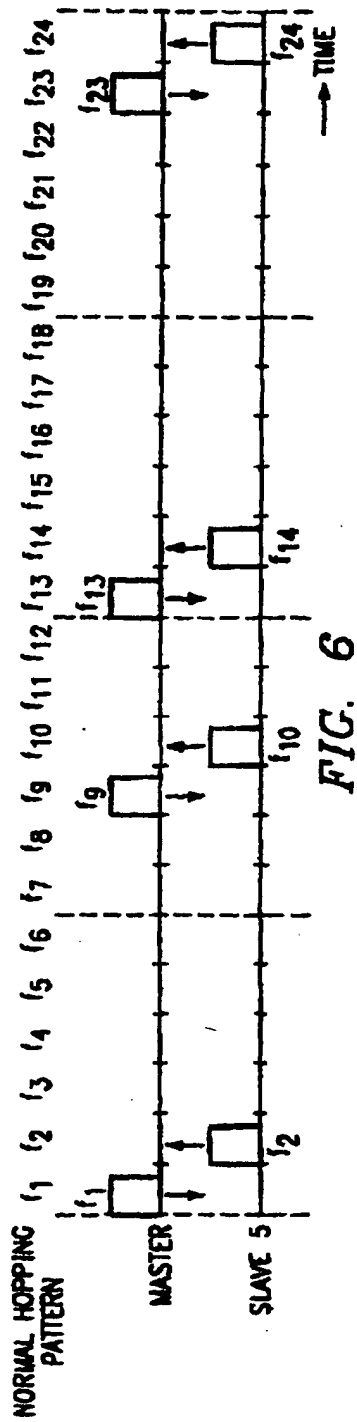 NORMAL HOPPING PATTERN f1 f2 f3 f4 f5 f6 f7 f8 f9 f10 f11 f12 f13 f14 f15 f16 f17 f18 f19 f20 f21 f22 f23 f24
f1 f9 f13 f23
MASTER
SLAVE 5
f2 f10 f14 f24
TIME
FIG. 6